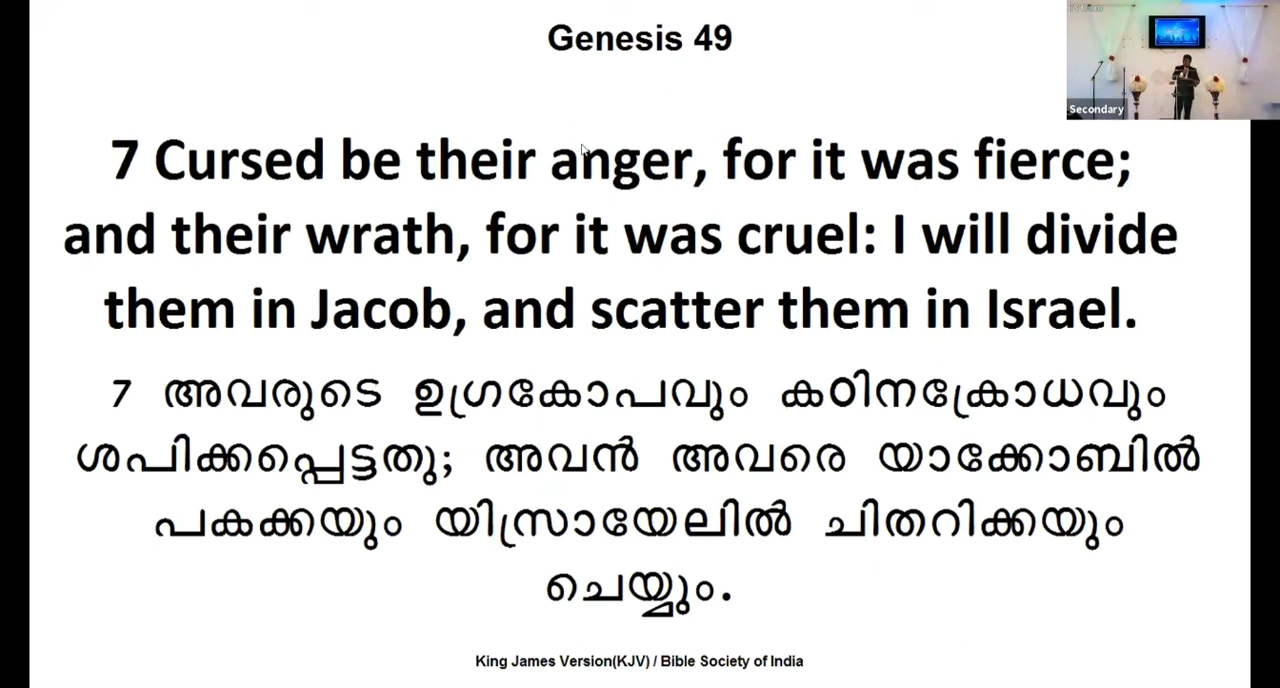 Genesis 49
Secondary
7 Cursed be their anger, for it was fierce;
and their wrath, for it was cruel: I will divide
them in Jacob, and scatter them in Israel.
7 അവരുടെ ഉഗ്രകോപവും കഠിനക്രോധവും
ശപിക്കപ്പെട്ടതു; അവൻ അവരെ യാക്കോബിൽ
പകക്കയും യിസ്രായേലിൽ ചിതറിക്കയും
ചെയ്യും.
King James Version(KJV) / Bible Society of India